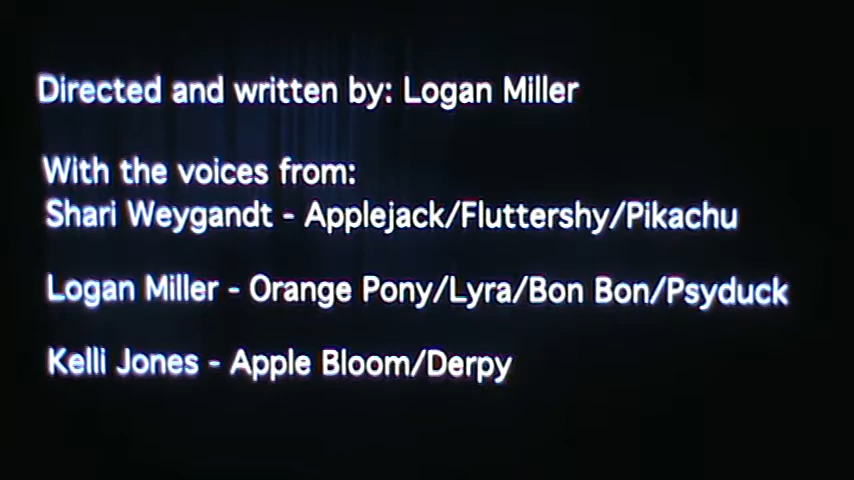 Directed and written by: Logan Miller
With the voices from:
Shari Weygandt - Applejack/Fluttershy/Pikachu
Logan Miller - Orange Pony/Lyra/Bon Bon/Psyduck
Kelli Jones - Apple Bloom/Derpy